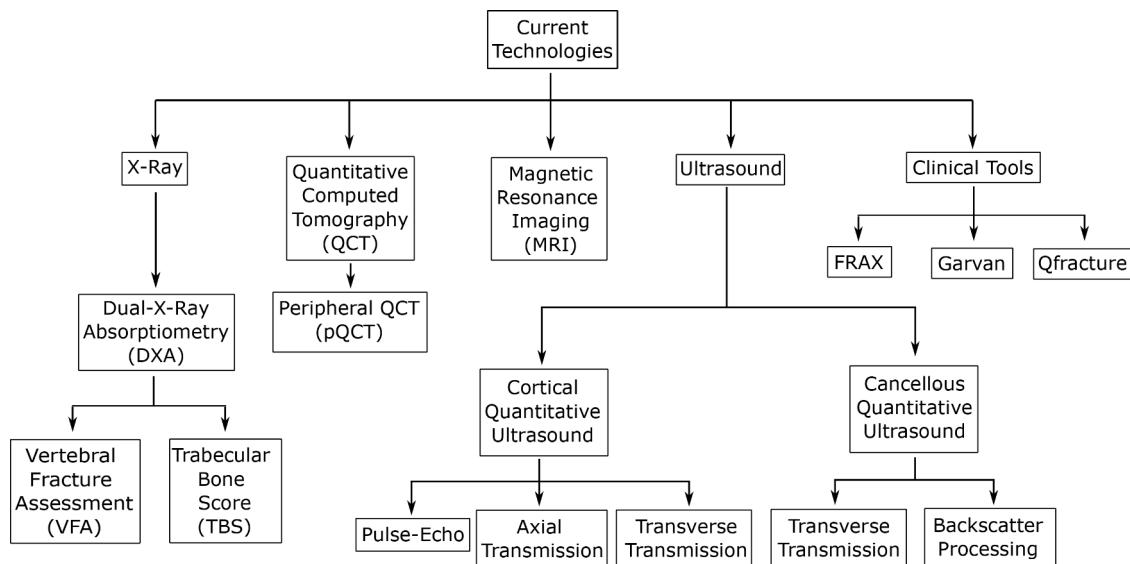 Current
Technologies
X-Ray
Quantitative
Computed
Tomography
(QCT)
Magnetic
Resonance
Imaging
(MRI)
Ultrasound
Clinical Tools
FRAX
Garvan
Qfracture
Dual-X-Ray
Absorptiometry
(DXA)
Peripheral QCT
(pQCT)
Cortical
Quantitative
Ultrasound
Cancellous
Quantitative
Ultrasound
Vertebral
Fracture
Assessment
(VFA)
Trabecular
Bone
Score
(TBS)
Pulse-Echo
Axial
Transmission
Transverse
Transmission
Transverse
Transmission
Backscatter
Processing